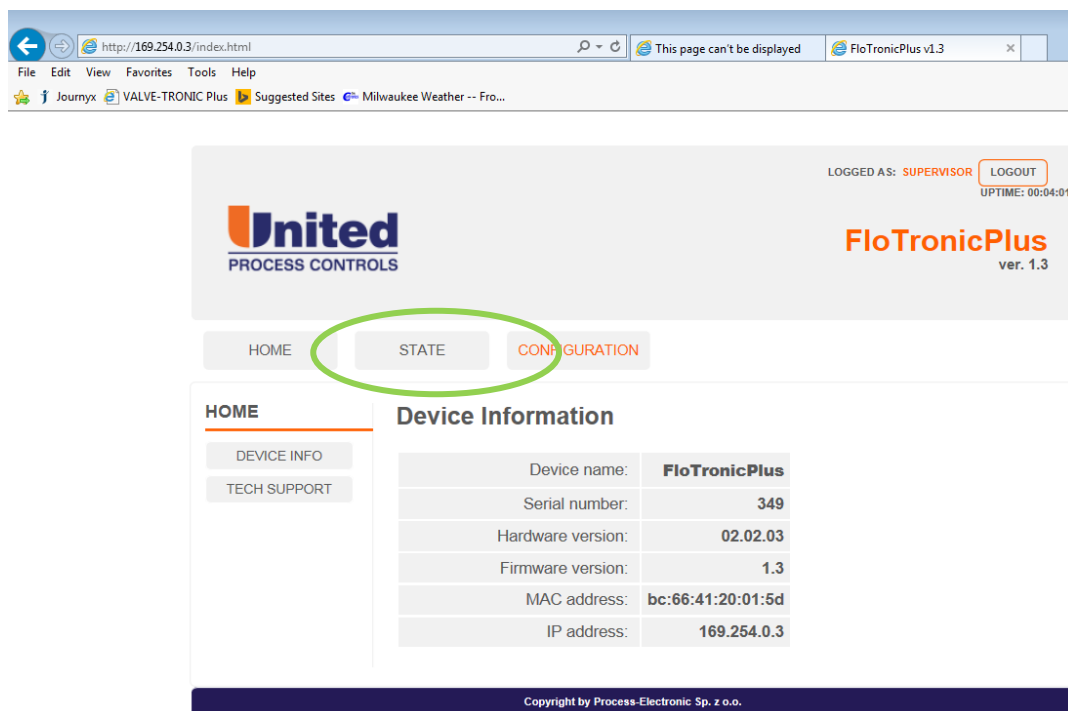 http://169.254.0.3/index.html
This page can't be displayed
FloTronicPlus v1.3
File Edit View Favorites Tools Help
Journyx VALVE-TRONIC Plus Suggested Sites Milwaukee Weather -- Fro...
LOGGED AS: SUPERVISOR LOGOUT
UPTIME: 00:04:01
United
PROCESS CONTROLS
FloTronicPlus
ver. 1.3
HOME STATE CONFIGURATION
HOME
DEVICE INFO
TECH SUPPORT
Device Information
Device name: FloTronicPlus
Serial number: 349
Hardware version: 02.02.03
Firmware version: 1.3
MAC address: bc:66:41:20:01:5d
IP address: 169.254.0.3
Copyright by Process-Electronic Sp. z o.o.